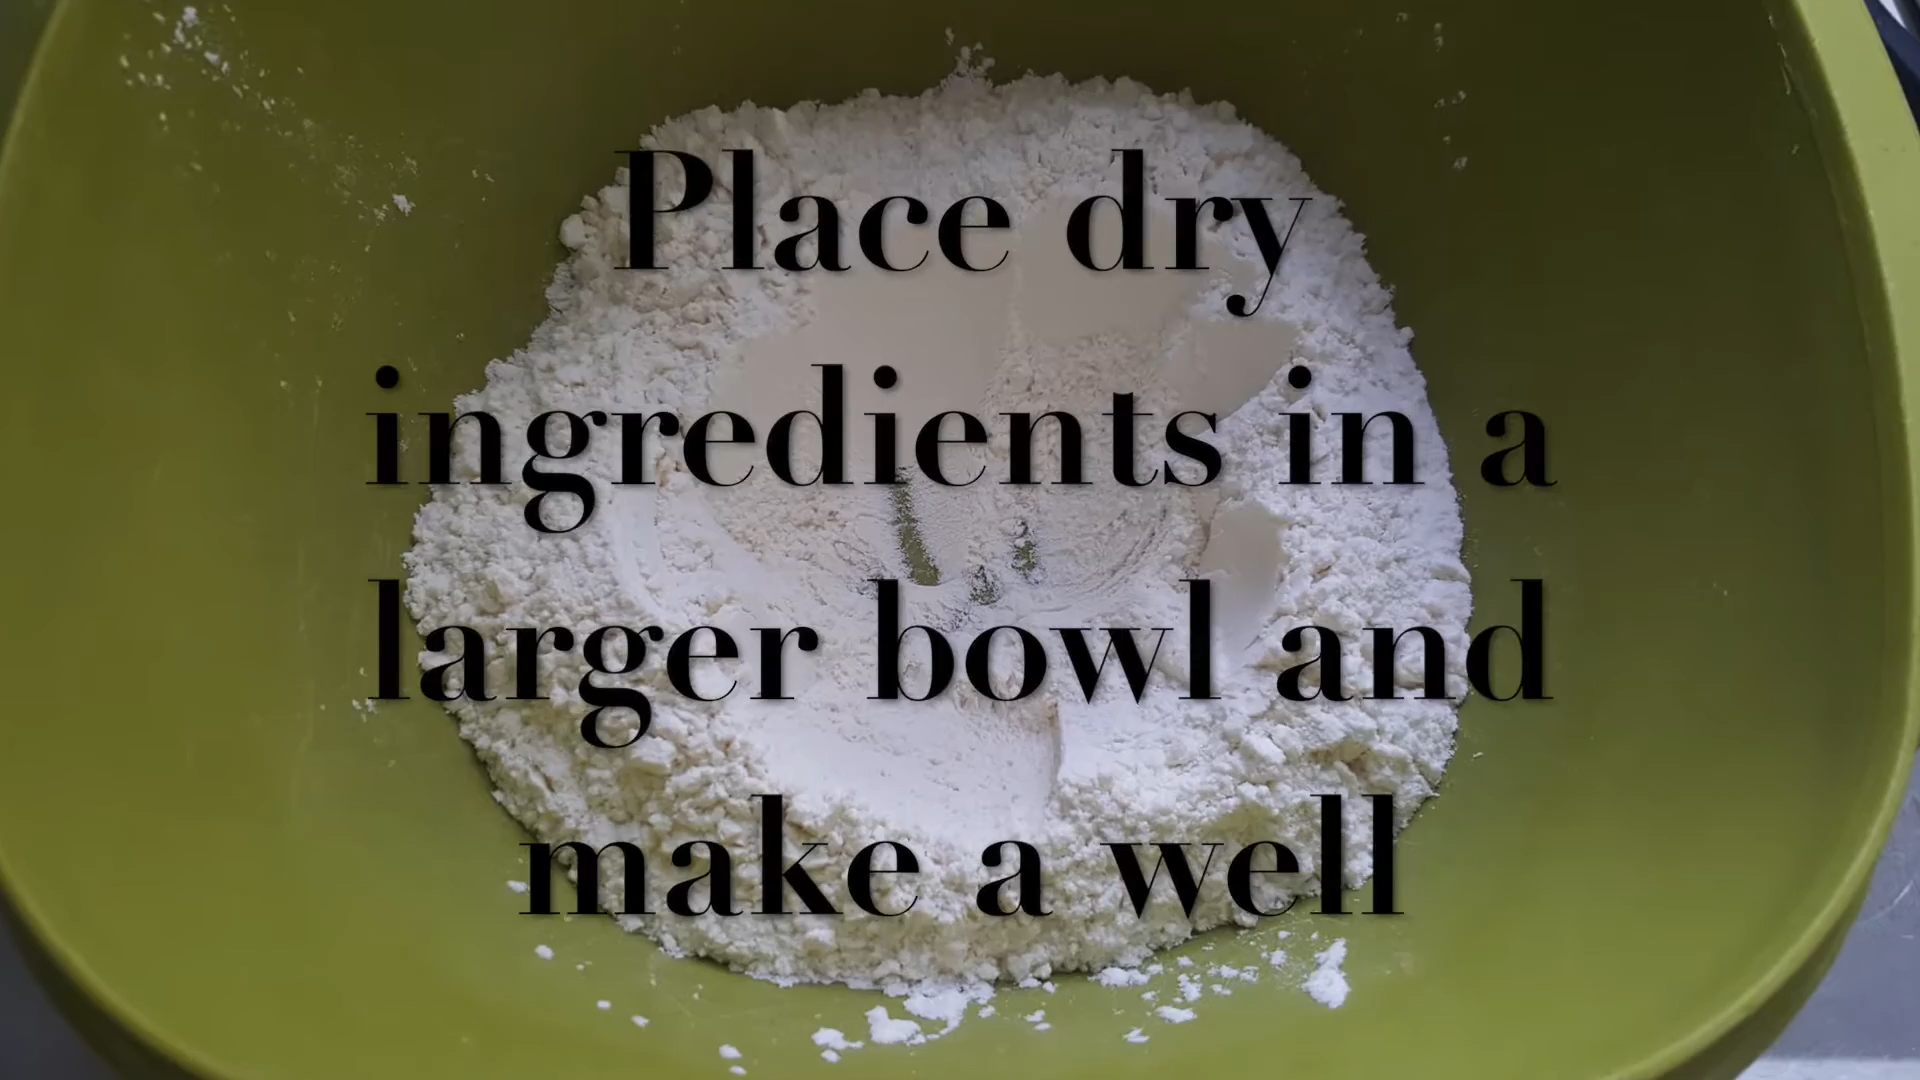 Place dry
ingredients in a
larger bowl and
make a well